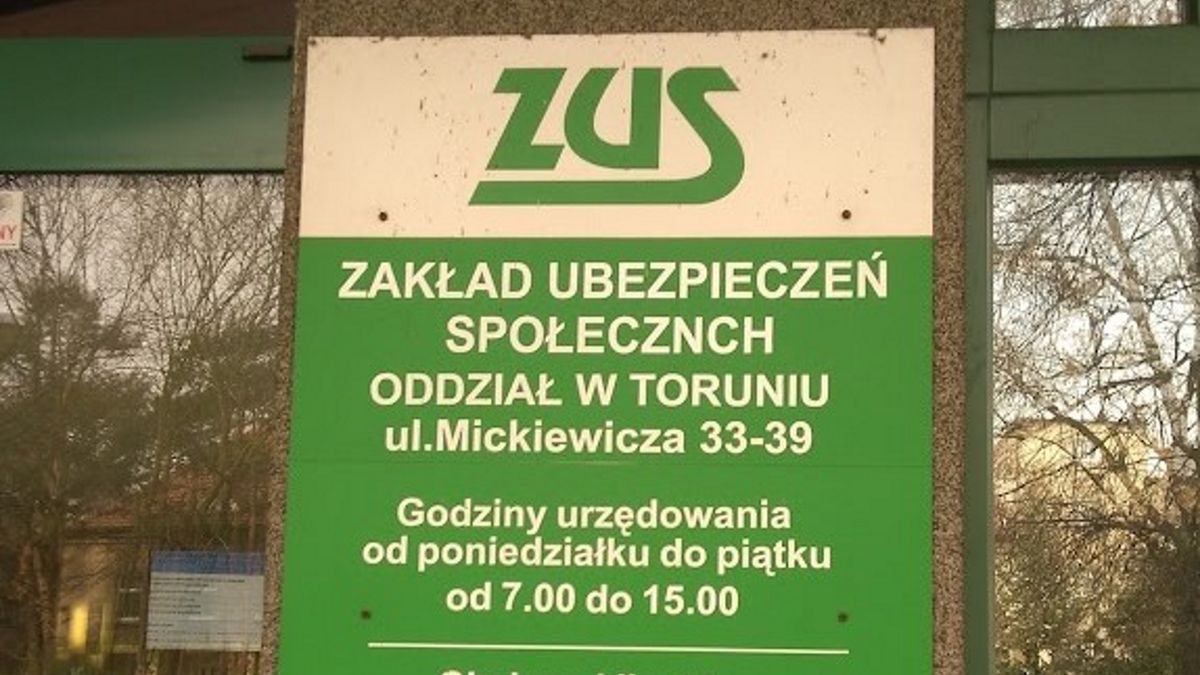 ZUS
ZAKŁAD UBEZPIECZEŃ
SPOŁECZNCH
ODDZIAŁ W TORUNIU
ul.Mickiewicza 33-39
Godziny urzędowania
od poniedziałku do piątku
od 7.00 do 15.00